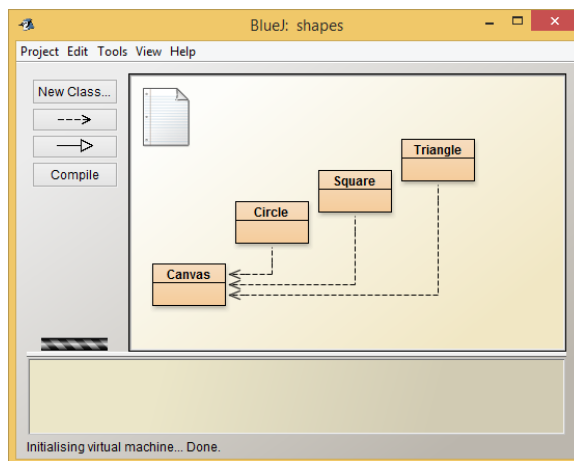 BlueJ: shapes
Project Edit Tools View Help
New Class...
Compile
Triangle
Square
Circle
Canvas
Initialising virtual machine... Done.